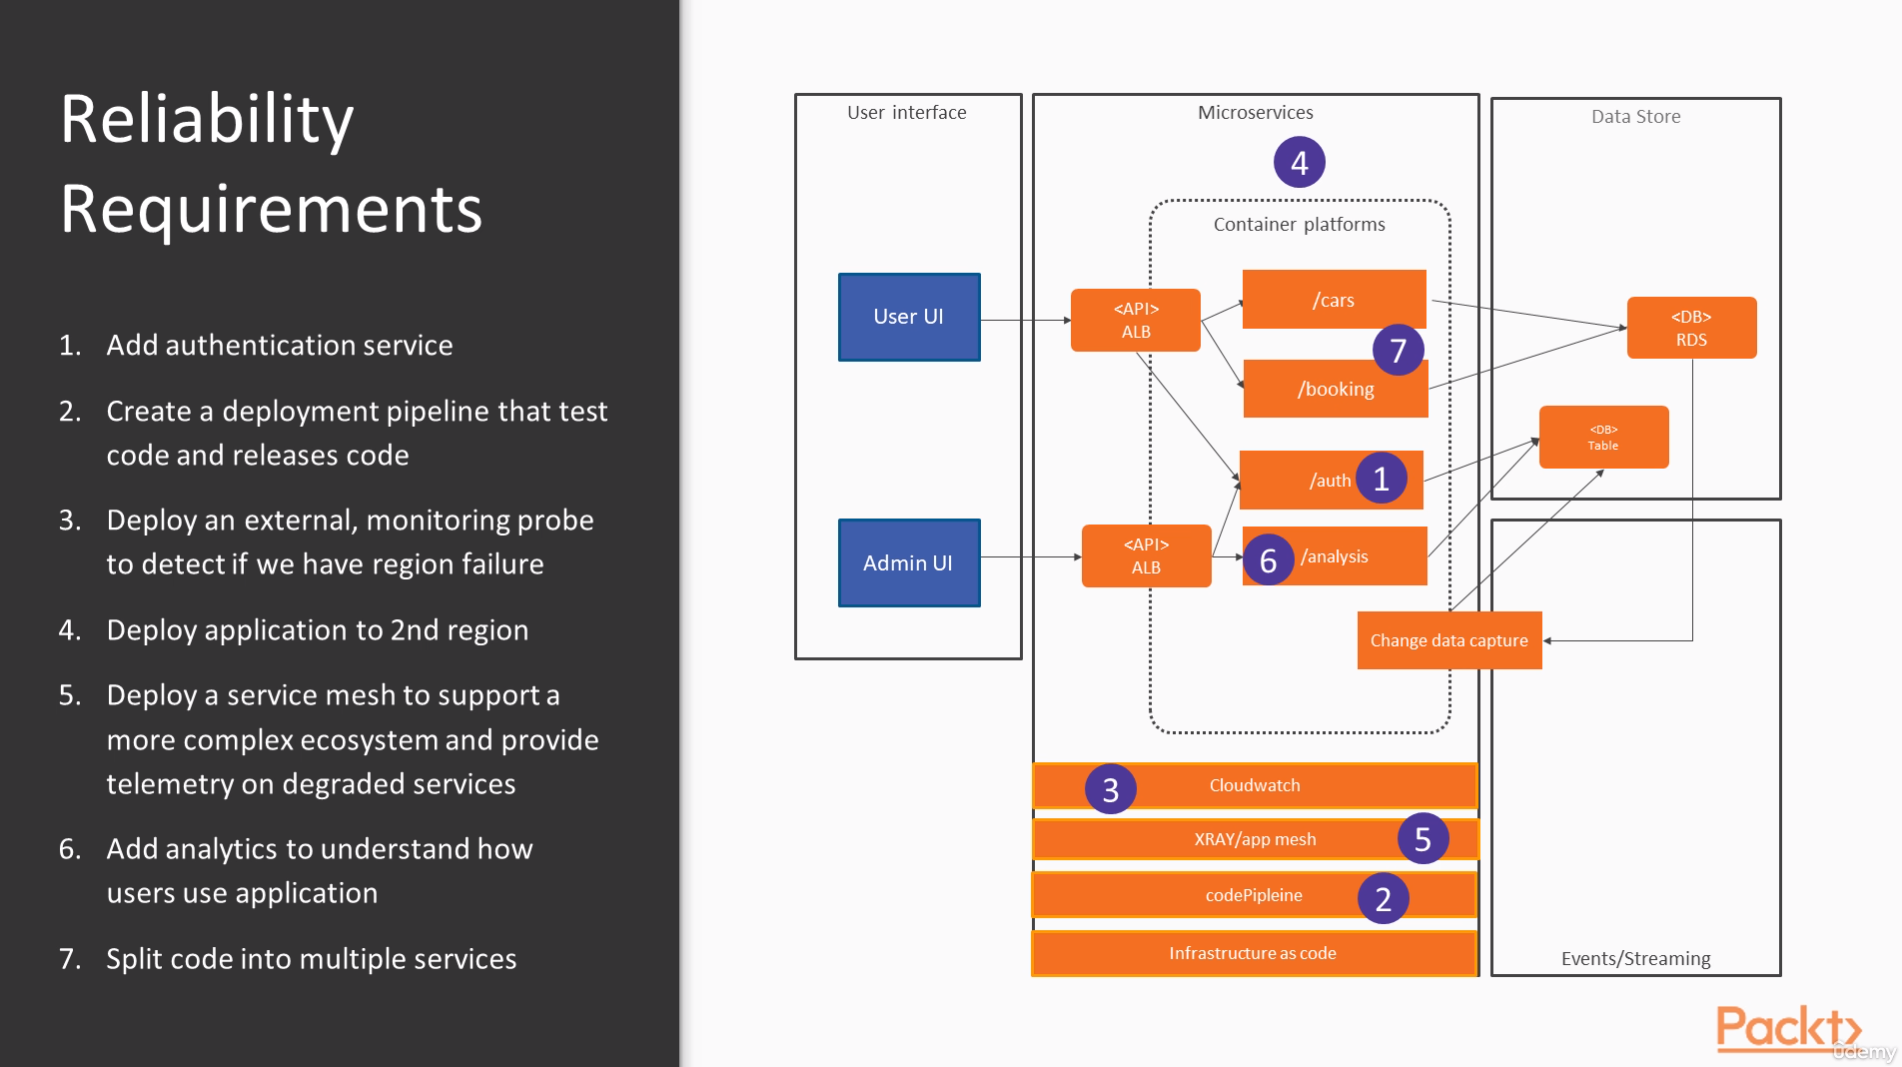 Reliability
Requirements
1. Add authentication service
2. Create a deployment pipeline that test
code and releases code
3. Deploy an external, monitoring probe
to detect if we have region failure
4. Deploy application to 2nd region
5. Deploy a service mesh to support a
more complex ecosystem and provide
telemetry on degraded services
6. Add analytics to understand how
users use application
7. Split code into multiple services
User interface
User UI
Admin UI
Microservices
4
Container platforms
<API>
ALB
/cars
7
/booking
/auth
1
<API>
ALB
6
/analysis
Change data capture
3
Cloudwatch
XRAY/app mesh
5
codePipleine
2
Infrastructure as code
Data Store
<DB>
RDS
<DB>
Table
Events/Streaming
Packt>
ûdemy